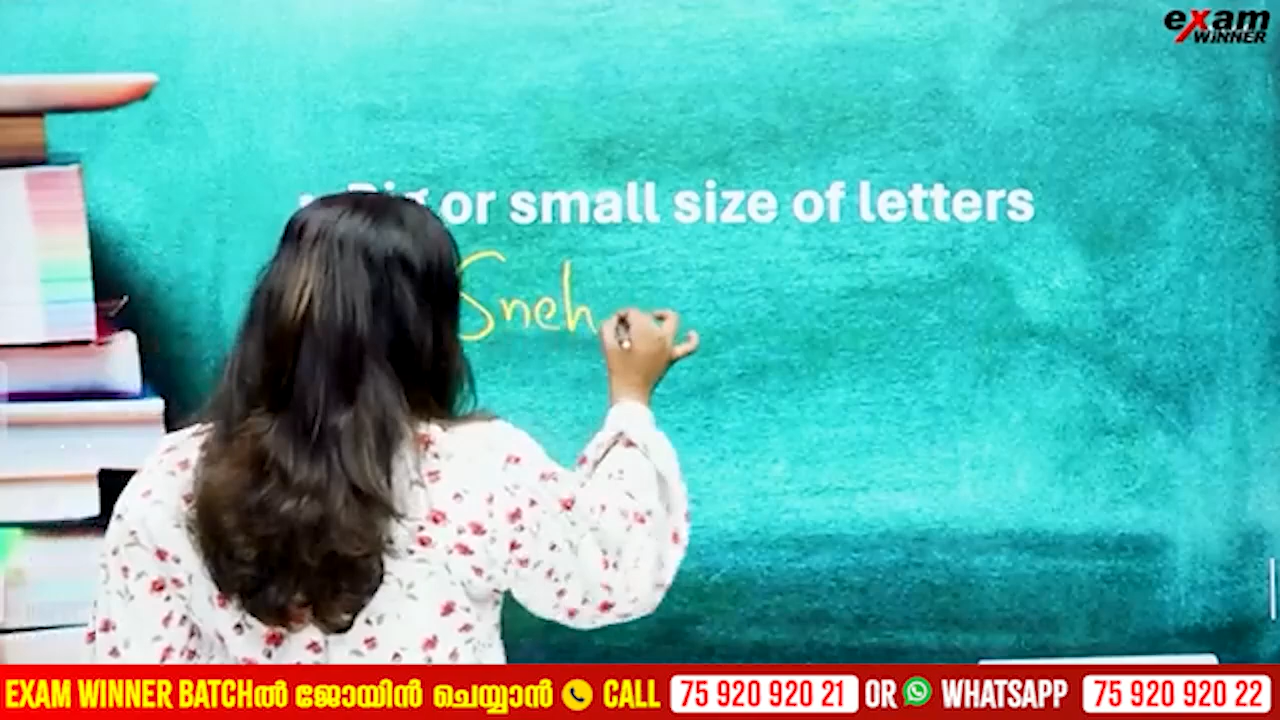 exam
WINNER
Big or small size of letters
Sneh
EXAM WINNER BATCHൽ ജോയിൻ ചെയ്യാൻ CALL 75 920 920 21 OR WHATSAPP 75 920 920 22